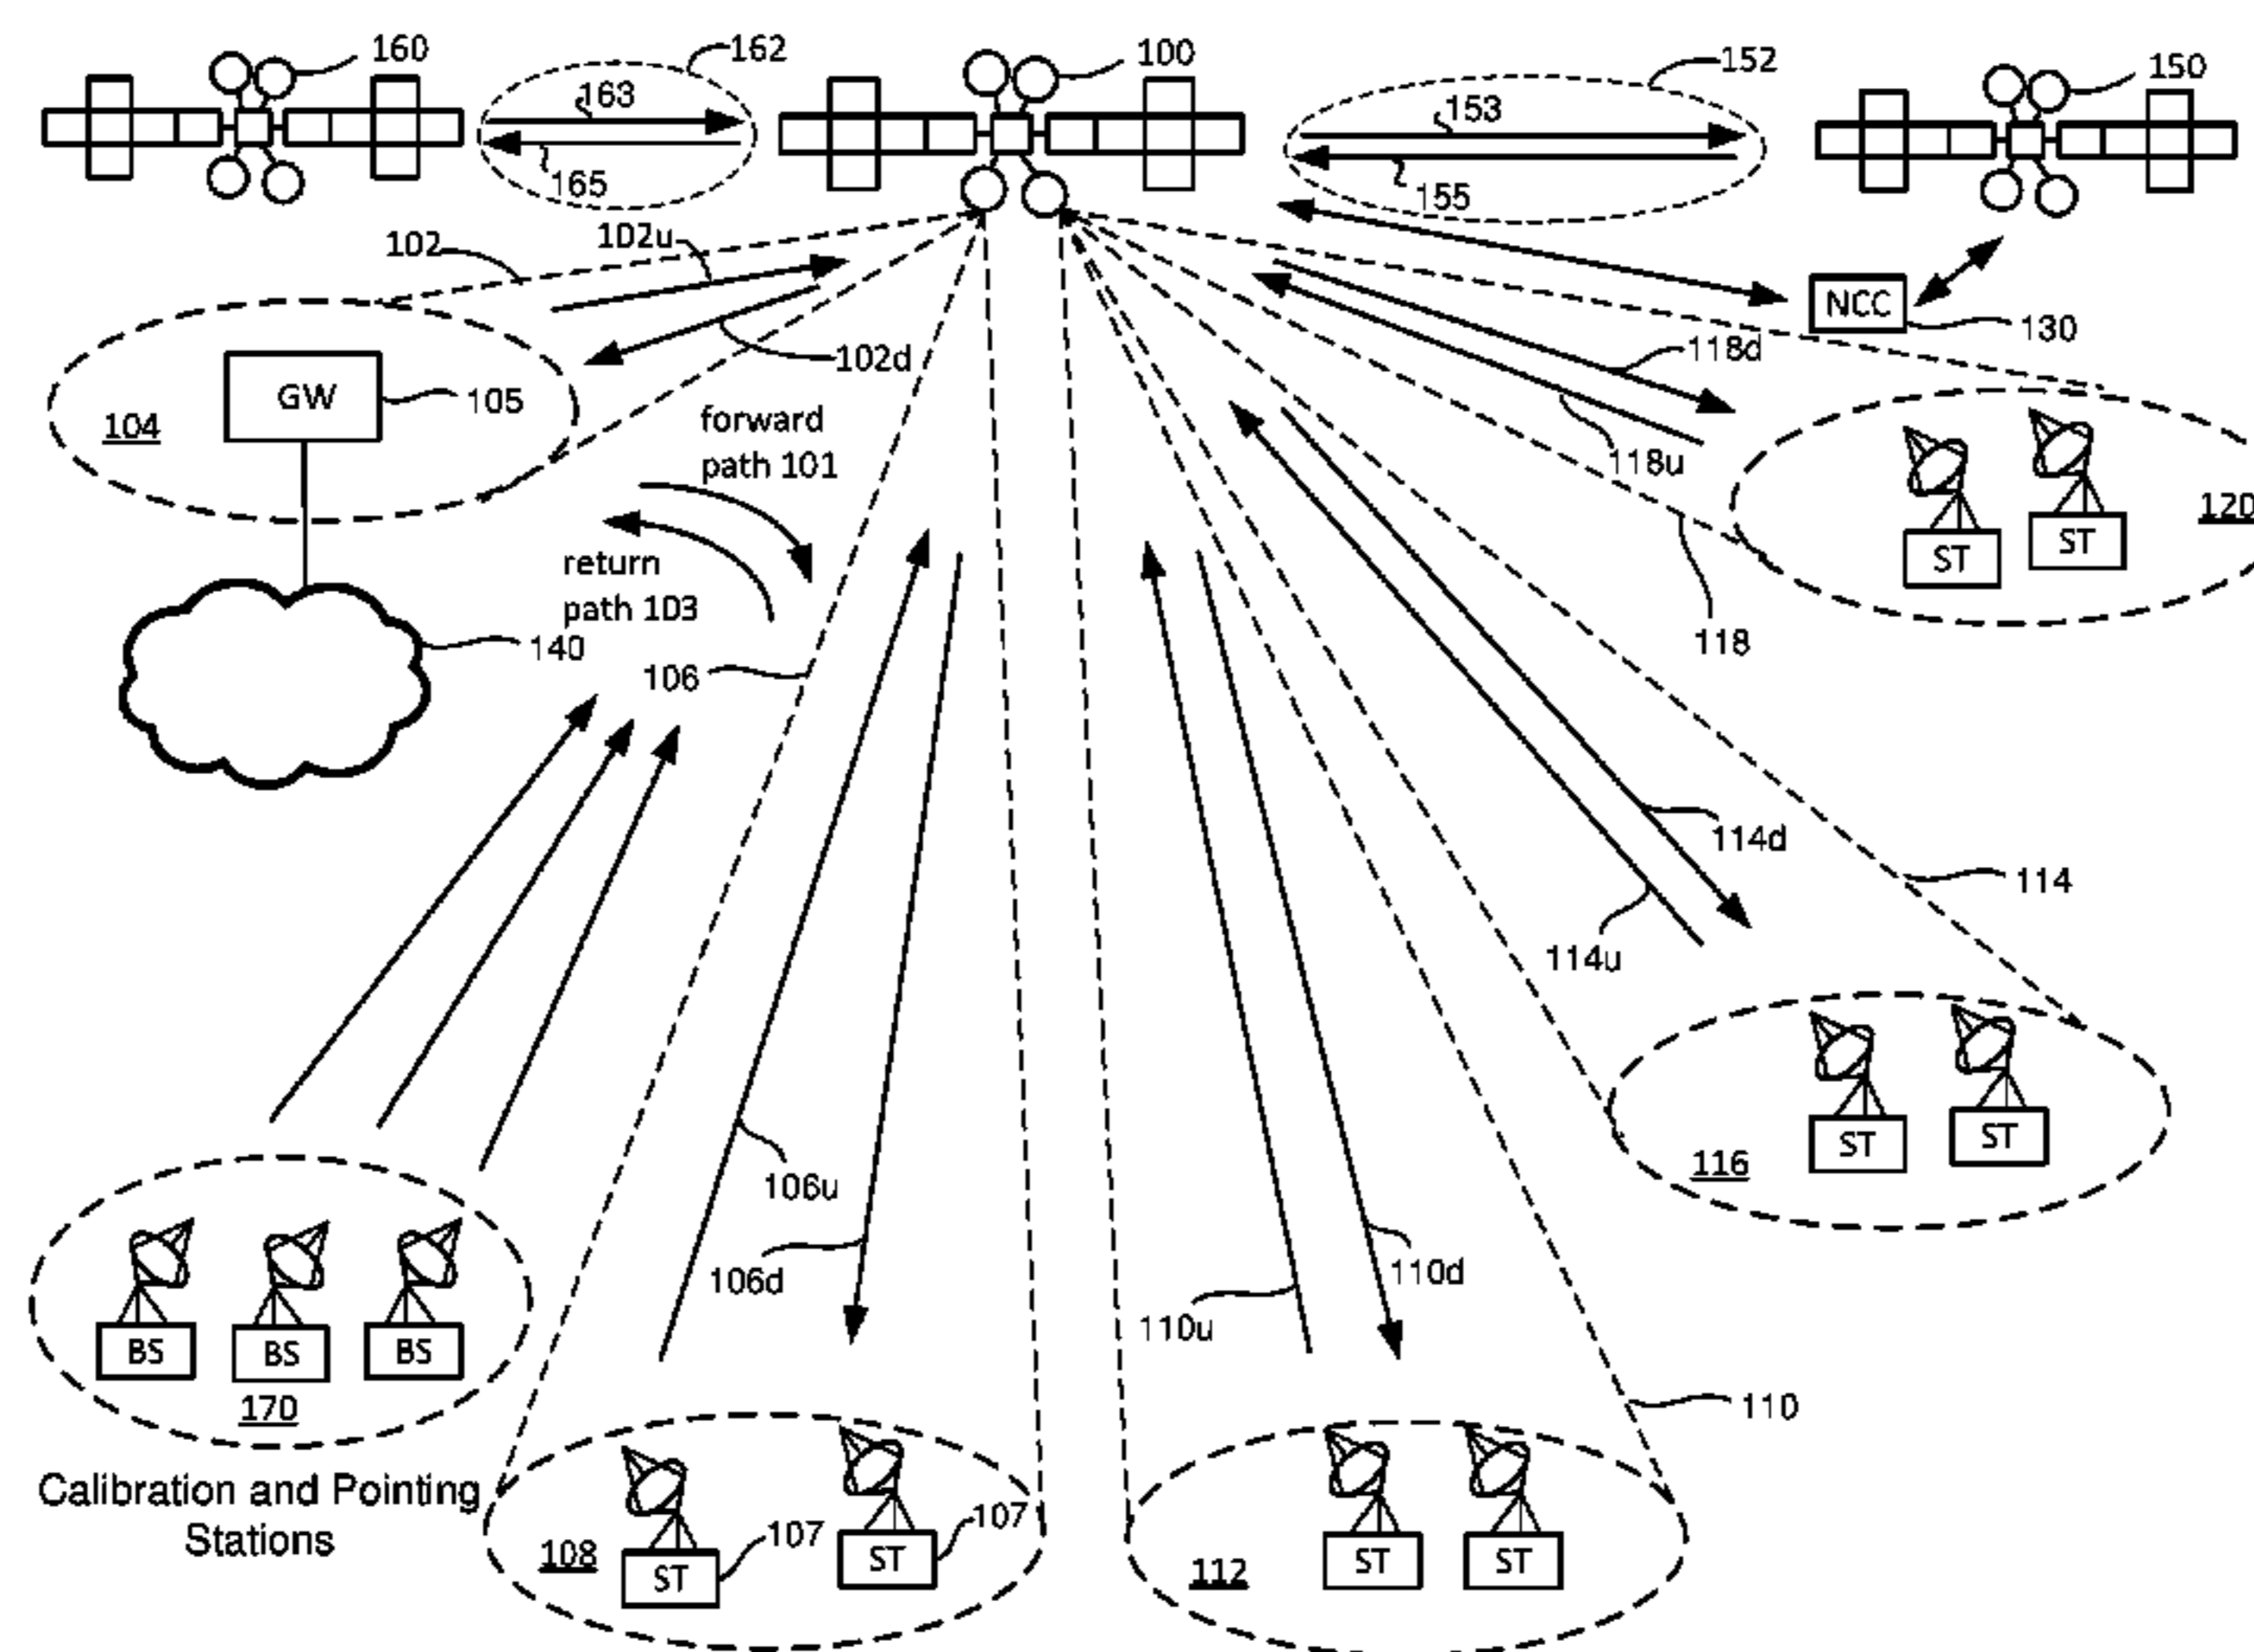 160
162
100
152
150
163
153
165
155
102
102u
NCC
130
118d
102d
GW
105
104
forward
path 101
118u
120
ST
ST
return
path 103
118
140
106
114d
114
114u
ST
ST
116
106u
106d
110d
110u
BS
BS
BS
170
110
Calibration and Pointing
Stations
107
107
108
ST
ST
112
ST
ST